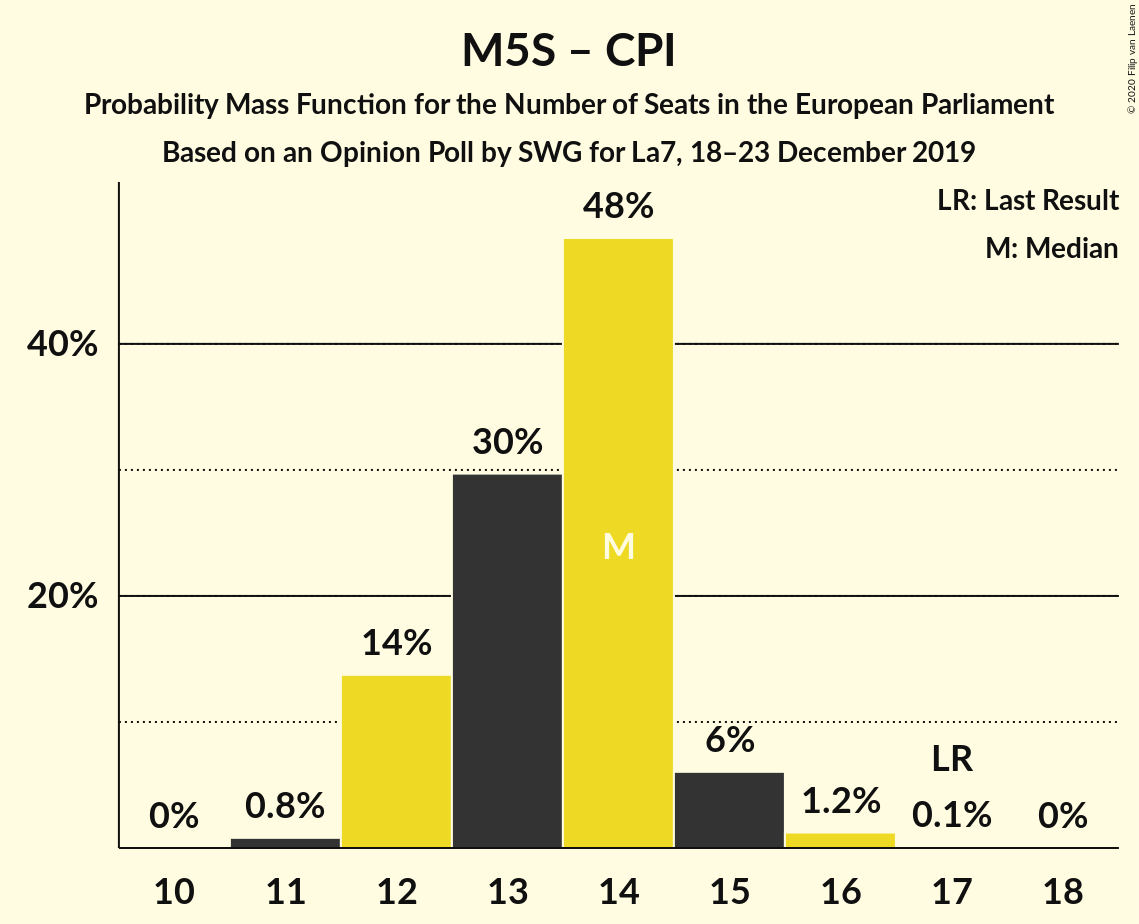 M5S – CPI
Probability Mass Function for the Number of Seats in the European Parliament
Based on an Opinion Poll by SWG for La7, 18–23 December 2019
© 2020 Filip van Laenen
LR: Last Result
M: Median
48%
40%
30%
M
20%
14%
6%
LR
0%
0.8%
1.2%
0.1%
0%
10 11 12 13 14 15 16 17 18